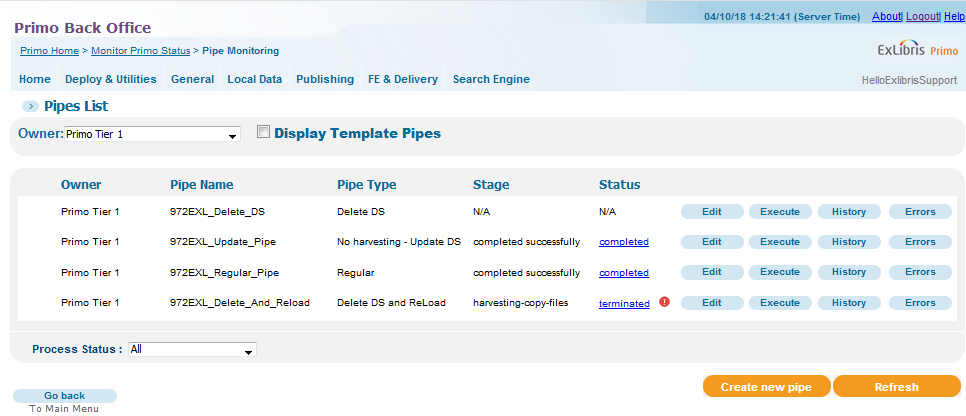 04/10/18 14:21:41 (Server Time) About| Logout| Help
Primo Back Office
Primo Home > Monitor Primo Status > Pipe Monitoring
ExLibris Primo
Home Deploy & Utilities General Local Data Publishing FE & Delivery Search Engine
HelloExlibrisSupport
Pipes List
Owner: Primo Tier 1 Display Template Pipes
Owner Pipe Name Pipe Type Stage Status
Primo Tier 1 972EXL_Delete_DS Delete DS N/A N/A Edit Execute History Errors
Primo Tier 1 972EXL_Update_Pipe No harvesting - Update DS completed successfully completed Edit Execute History Errors
Primo Tier 1 972EXL_Regular_Pipe Regular completed successfully completed Edit Execute History Errors
Primo Tier 1 972EXL_Delete_And_Reload Delete DS and ReLoad harvesting-copy-files terminated Edit Execute History Errors
Process Status : All
Create new pipe Refresh
Go back
To Main Menu